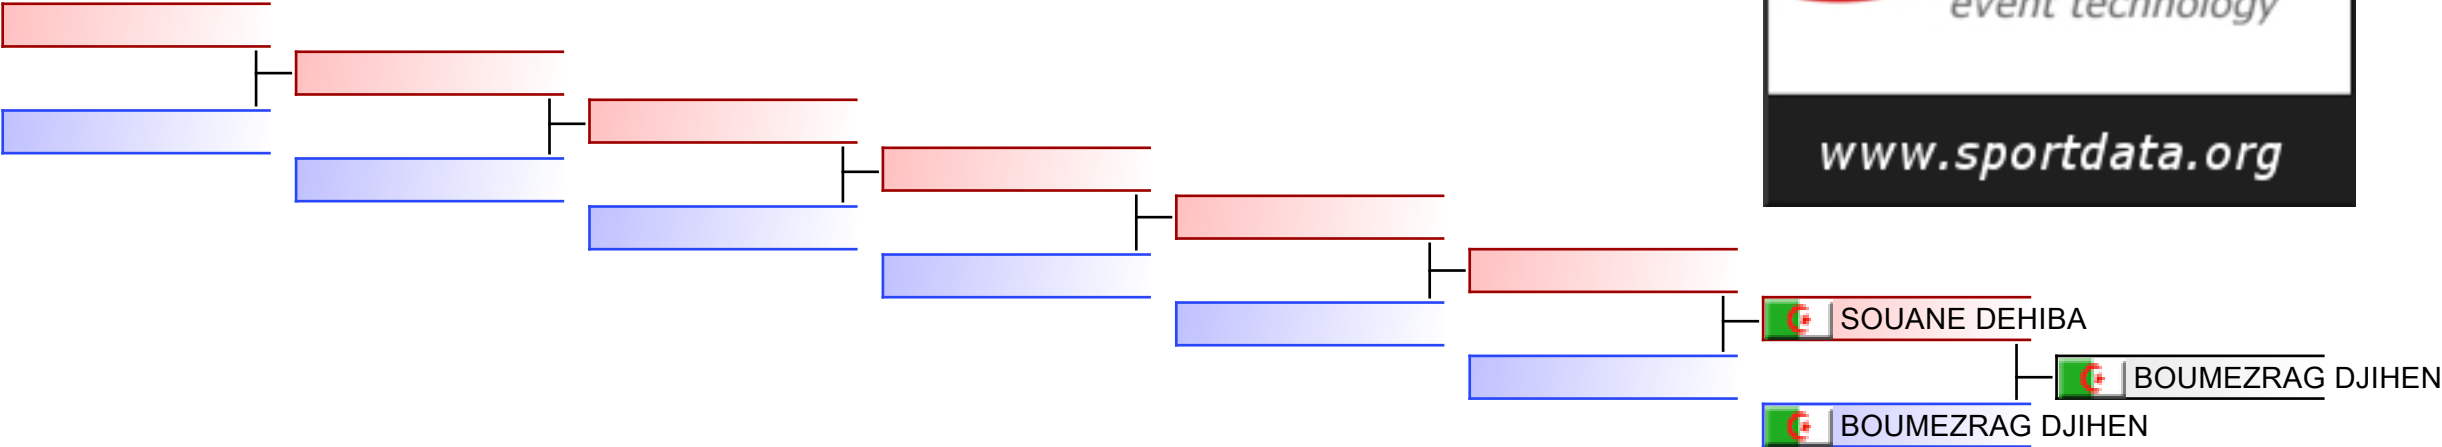 event technology
www.sportdata.org
SOUANE DEHIBA
BOUMEZRAG DJIHEN
BOUMEZRAG DJIHEN